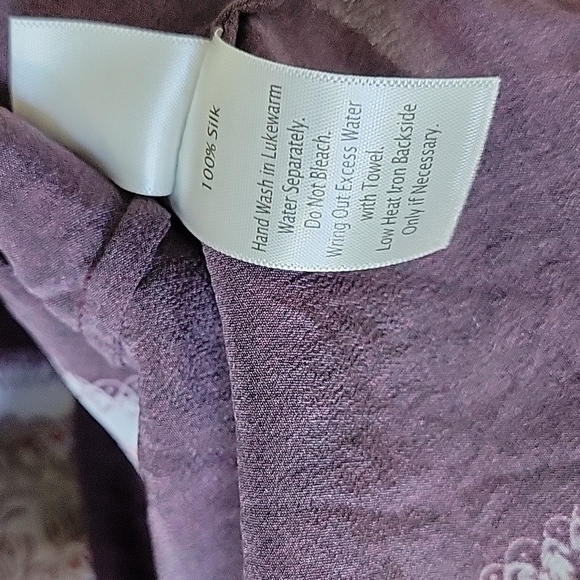 100% Silk
Hand Wash in Lukewarm
Water Separately.
Do Not Bleach.
Wring Out Excess Water
with Towel.
Low Heat Iron Backside
Only if Necessary.